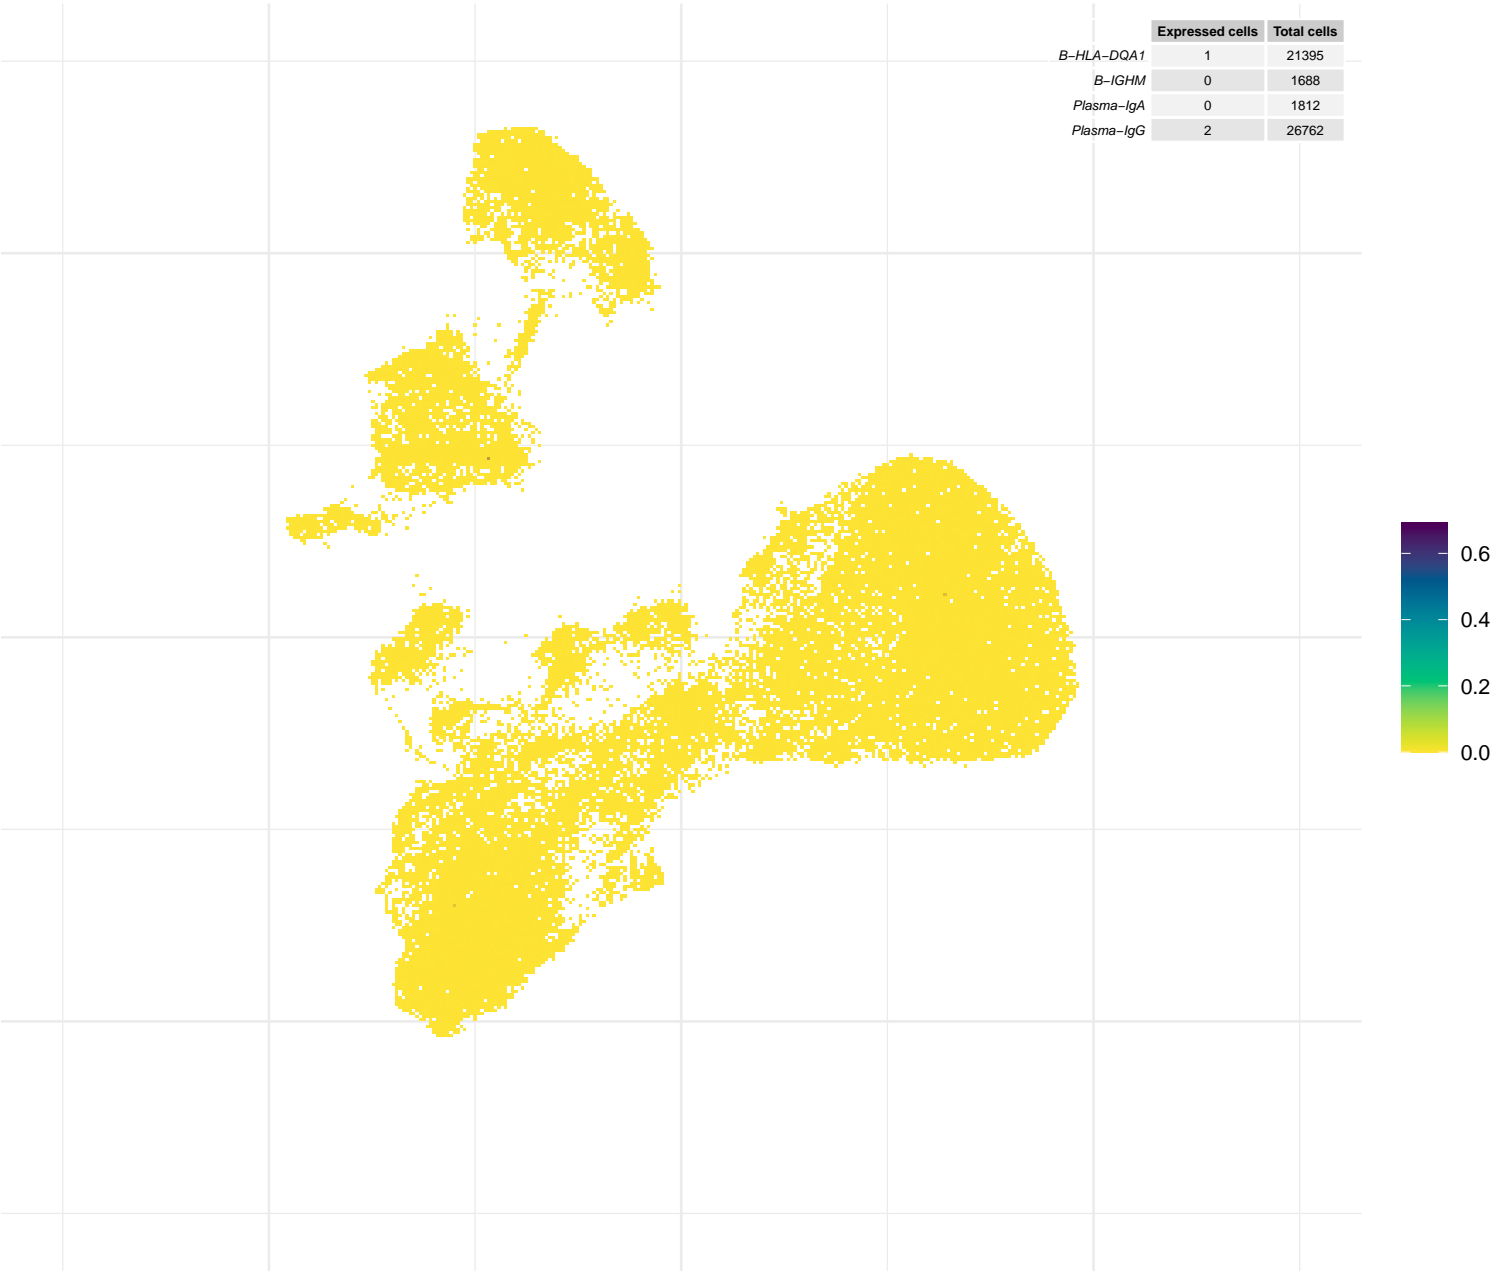 Expressed cells Total cells
B−HLA−DQA1 1 21395
B−IGHM 0 1688
Plasma−IgA 0 1812
Plasma−IgG 2 26762
0.6
0.4
0.2
0.0